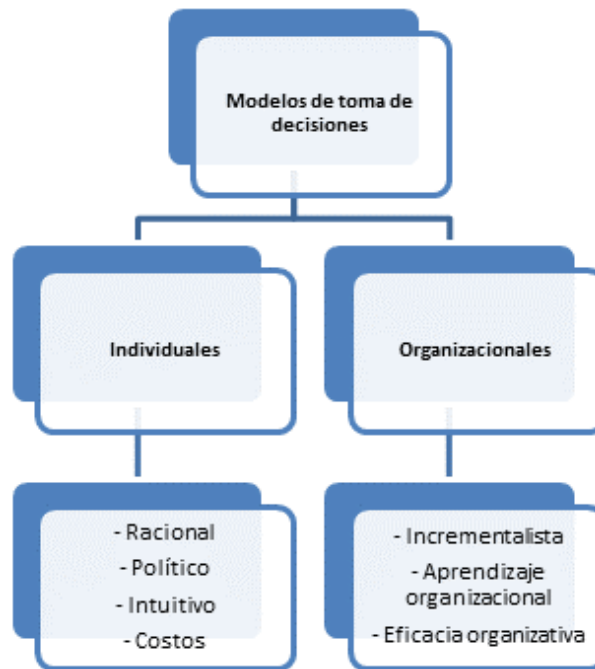 Modelos de toma de
decisiones
Individuales
Organizacionales
- Racional
- Político
- Intuitivo
- Costos
- Incrementalista
- Aprendizaje
organizacional
- Eficacia organizativa